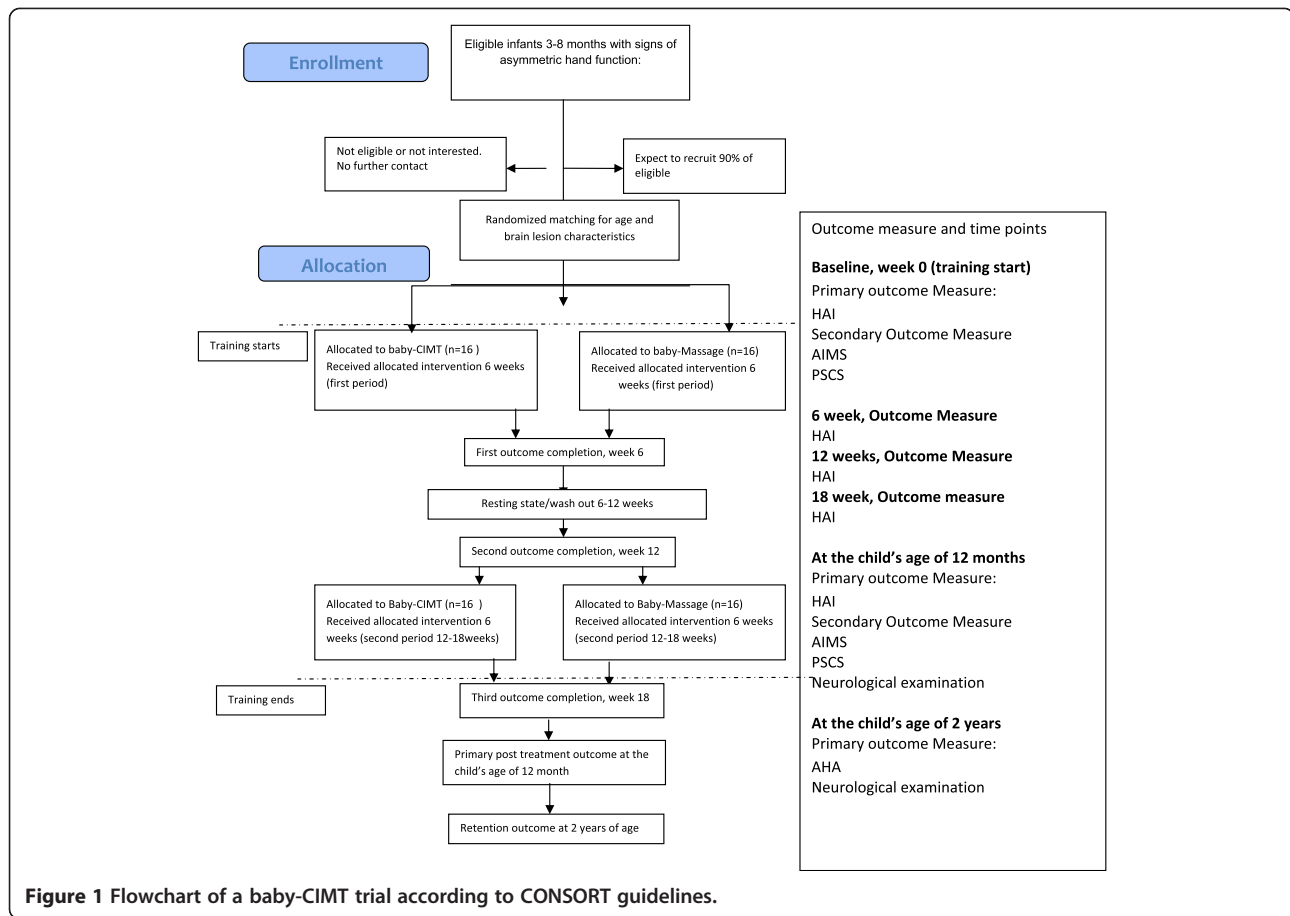 Enrollment
Eligible infants 3-8 months with signs of
asymmetric hand function:
Not eligible or not interested.
No further contact
Expect to recruit 90% of
eligible
Randomized matching for age and
brain lesion characteristics
Allocation
Training starts
Allocated to baby-CIMT (n=16 )
Received allocated intervention 6 weeks
(first period)
Allocated to baby-Massage (n=16)
Received allocated intervention 6
weeks (first period)
First outcome completion, week 6
Resting state/wash out 6-12 weeks
Second outcome completion, week 12
Allocated to Baby-CIMT (n=16 )
Received allocated intervention 6
weeks (second period 12-18weeks)
Allocated to Baby-Massage (n=16)
Received allocated intervention 6 weeks
(second period 12-18 weeks)
Training ends
Third outcome completion, week 18
Primary post treatment outcome at the
child’s age of 12 month
Retention outcome at 2 years of age
Outcome measure and time points
Baseline, week 0 (training start)
Primary outcome Measure:
HAI
Secondary Outcome Measure
AIMS
PSCS
6 week, Outcome Measure
HAI
12 weeks, Outcome Measure
HAI
18 week, Outcome measure
HAI
At the child’s age of 12 months
Primary outcome Measure:
HAI
Secondary Outcome Measure
AIMS
PSCS
Neurological examination
At the child’s age of 2 years
Primary outcome Measure:
AHA
Neurological examination
Figure 1 Flowchart of a baby-CIMT trial according to CONSORT guidelines.